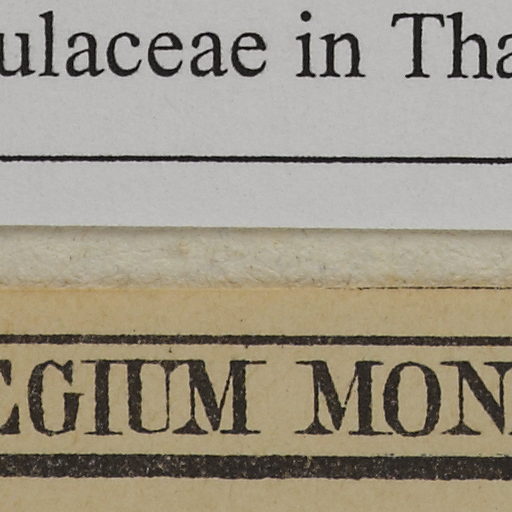 ulaceae in Tha
EGIUM MON